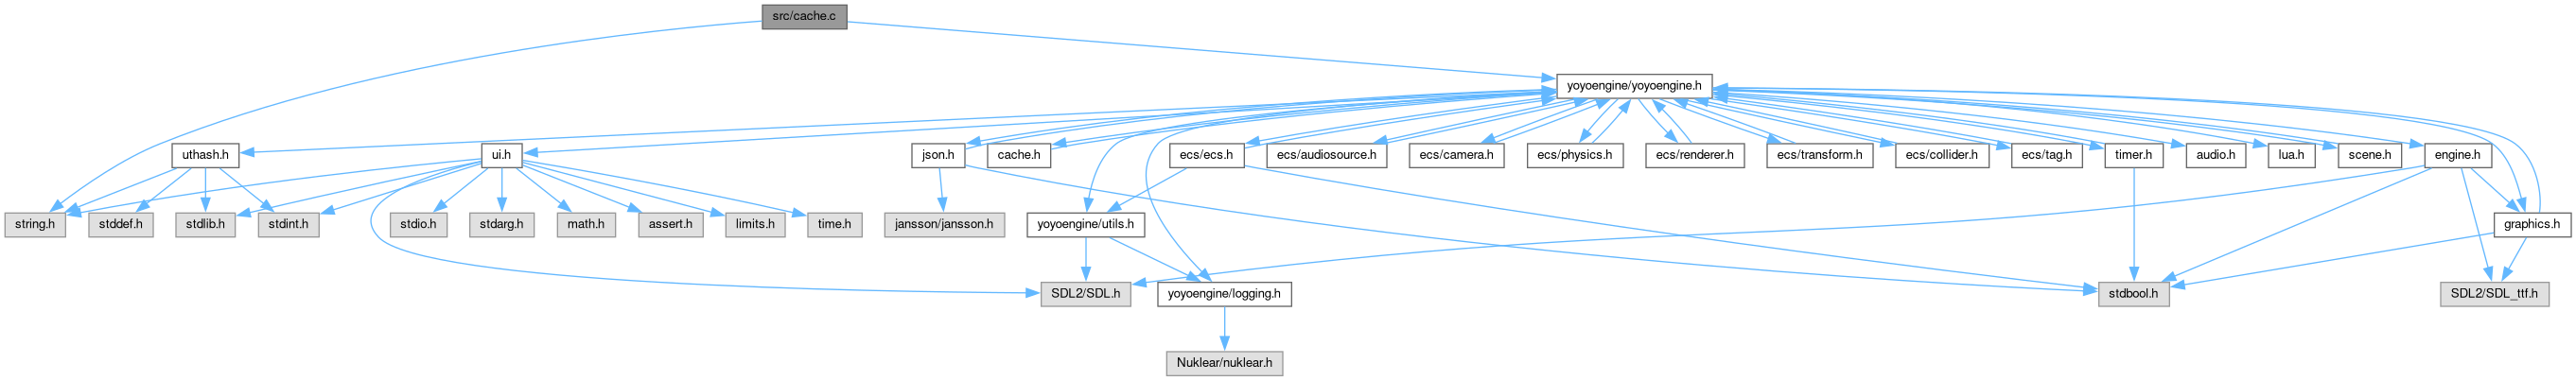 src/cache.c
yoyoengine/yoyoengine.h
uthash.h
ui.h
json.h
cache.h
ecs/ecs.h
ecs/audiosource.h
ecs/camera.h
ecs/physics.h
ecs/renderer.h
ecs/transform.h
ecs/collider.h
ecs/tag.h
timer.h
audio.h
lua.h
scene.h
engine.h
string.h
stddef.h
stdlib.h
stdint.h
stdio.h
stdarg.h
math.h
assert.h
limits.h
time.h
jansson/jansson.h
yoyoengine/utils.h
graphics.h
SDL2/SDL.h
yoyoengine/logging.h
stdbool.h
SDL2/SDL_ttf.h
Nuklear/nuklear.h